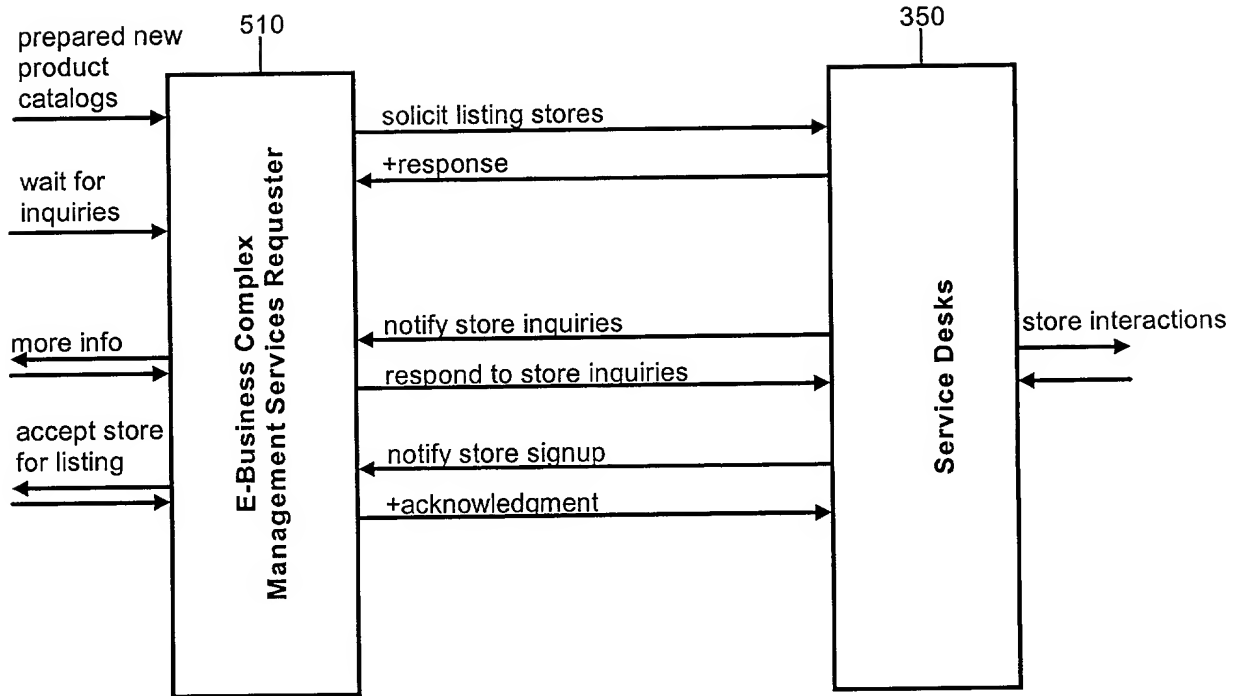 510
350
prepared new
product
catalogs
solicit listing stores
+response
wait for
inquiries
E-Business Complex
Management Services Requester
Service Desks
notify store inquiries
store interactions
more info
respond to store inquiries
accept store
for listing
notify store signup
+acknowledgment